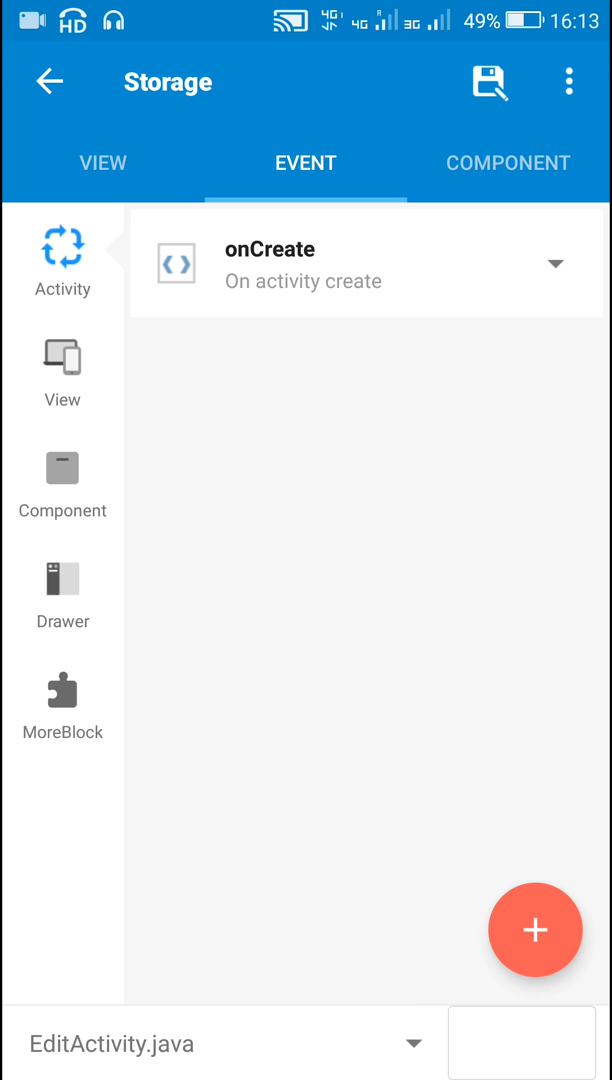 HD 4G 4G R 3G 49% 16:13
Storage
VIEW EVENT COMPONENT
Activity
onCreate
On activity create
View
Component
Drawer
MoreBlock
EditActivity.java